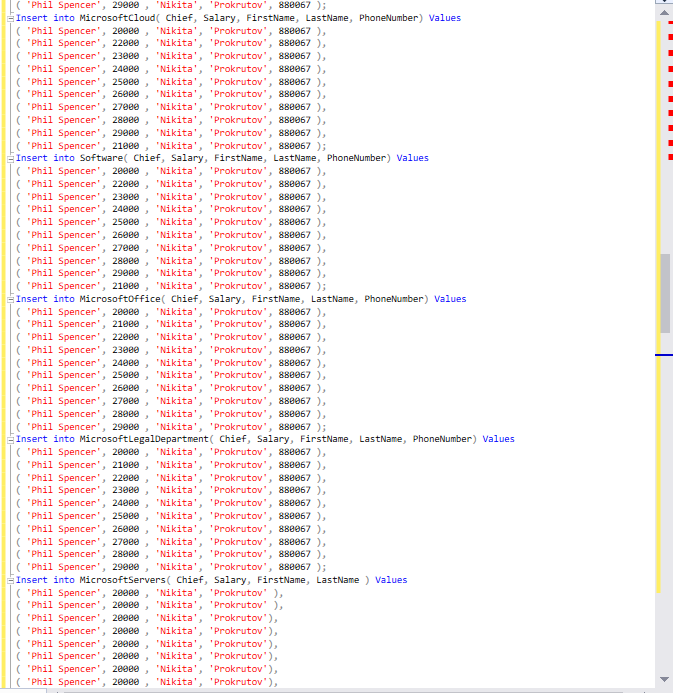 ( 'Phil Spencer', 29000 , 'Nikita', 'Prokrutov', 880067 );
Insert into MicrosoftCloud( Chief, Salary, FirstName, LastName, PhoneNumber) Values
( 'Phil Spencer', 20000 , 'Nikita', 'Prokrutov', 880067 ),
( 'Phil Spencer', 22000 , 'Nikita', 'Prokrutov', 880067 ),
( 'Phil Spencer', 23000 , 'Nikita', 'Prokrutov', 880067 ),
( 'Phil Spencer', 24000 , 'Nikita', 'Prokrutov', 880067 ),
( 'Phil Spencer', 25000 , 'Nikita', 'Prokrutov', 880067 ),
( 'Phil Spencer', 26000 , 'Nikita', 'Prokrutov', 880067 ),
( 'Phil Spencer', 27000 , 'Nikita', 'Prokrutov', 880067 ),
( 'Phil Spencer', 28000 , 'Nikita', 'Prokrutov', 880067 ),
( 'Phil Spencer', 29000 , 'Nikita', 'Prokrutov', 880067 ),
( 'Phil Spencer', 21000 , 'Nikita', 'Prokrutov', 880067 );
Insert into Software( Chief, Salary, FirstName, LastName, PhoneNumber) Values
( 'Phil Spencer', 20000 , 'Nikita', 'Prokrutov', 880067 ),
( 'Phil Spencer', 22000 , 'Nikita', 'Prokrutov', 880067 ),
( 'Phil Spencer', 23000 , 'Nikita', 'Prokrutov', 880067 ),
( 'Phil Spencer', 24000 , 'Nikita', 'Prokrutov', 880067 ),
( 'Phil Spencer', 25000 , 'Nikita', 'Prokrutov', 880067 ),
( 'Phil Spencer', 26000 , 'Nikita', 'Prokrutov', 880067 ),
( 'Phil Spencer', 27000 , 'Nikita', 'Prokrutov', 880067 ),
( 'Phil Spencer', 28000 , 'Nikita', 'Prokrutov', 880067 ),
( 'Phil Spencer', 29000 , 'Nikita', 'Prokrutov', 880067 ),
( 'Phil Spencer', 21000 , 'Nikita', 'Prokrutov', 880067 );
Insert into MicrosoftOffice( Chief, Salary, FirstName, LastName, PhoneNumber) Values
( 'Phil Spencer', 20000 , 'Nikita', 'Prokrutov', 880067 ),
( 'Phil Spencer', 21000 , 'Nikita', 'Prokrutov', 880067 ),
( 'Phil Spencer', 22000 , 'Nikita', 'Prokrutov', 880067 ),
( 'Phil Spencer', 23000 , 'Nikita', 'Prokrutov', 880067 ),
( 'Phil Spencer', 24000 , 'Nikita', 'Prokrutov', 880067 ),
( 'Phil Spencer', 25000 , 'Nikita', 'Prokrutov', 880067 ),
( 'Phil Spencer', 26000 , 'Nikita', 'Prokrutov', 880067 ),
( 'Phil Spencer', 27000 , 'Nikita', 'Prokrutov', 880067 ),
( 'Phil Spencer', 28000 , 'Nikita', 'Prokrutov', 880067 ),
( 'Phil Spencer', 29000 , 'Nikita', 'Prokrutov', 880067 );
Insert into MicrosoftLegalDepartment( Chief, Salary, FirstName, LastName, PhoneNumber) Values
( 'Phil Spencer', 20000 , 'Nikita', 'Prokrutov', 880067 ),
( 'Phil Spencer', 21000 , 'Nikita', 'Prokrutov', 880067 ),
( 'Phil Spencer', 22000 , 'Nikita', 'Prokrutov', 880067 ),
( 'Phil Spencer', 23000 , 'Nikita', 'Prokrutov', 880067 ),
( 'Phil Spencer', 24000 , 'Nikita', 'Prokrutov', 880067 ),
( 'Phil Spencer', 25000 , 'Nikita', 'Prokrutov', 880067 ),
( 'Phil Spencer', 26000 , 'Nikita', 'Prokrutov', 880067 ),
( 'Phil Spencer', 27000 , 'Nikita', 'Prokrutov', 880067 ),
( 'Phil Spencer', 28000 , 'Nikita', 'Prokrutov', 880067 ),
( 'Phil Spencer', 29000 , 'Nikita', 'Prokrutov', 880067 );
Insert into MicrosoftServers( Chief, Salary, FirstName, LastName ) Values
( 'Phil Spencer', 20000 , 'Nikita', 'Prokrutov' ),
( 'Phil Spencer', 20000 , 'Nikita', 'Prokrutov' ),
( 'Phil Spencer', 20000 , 'Nikita', 'Prokrutov'),
( 'Phil Spencer', 20000 , 'Nikita', 'Prokrutov'),
( 'Phil Spencer', 20000 , 'Nikita', 'Prokrutov'),
( 'Phil Spencer', 20000 , 'Nikita', 'Prokrutov'),
( 'Phil Spencer', 20000 , 'Nikita', 'Prokrutov'),
( 'Phil Spencer', 20000 , 'Nikita', 'Prokrutov'),